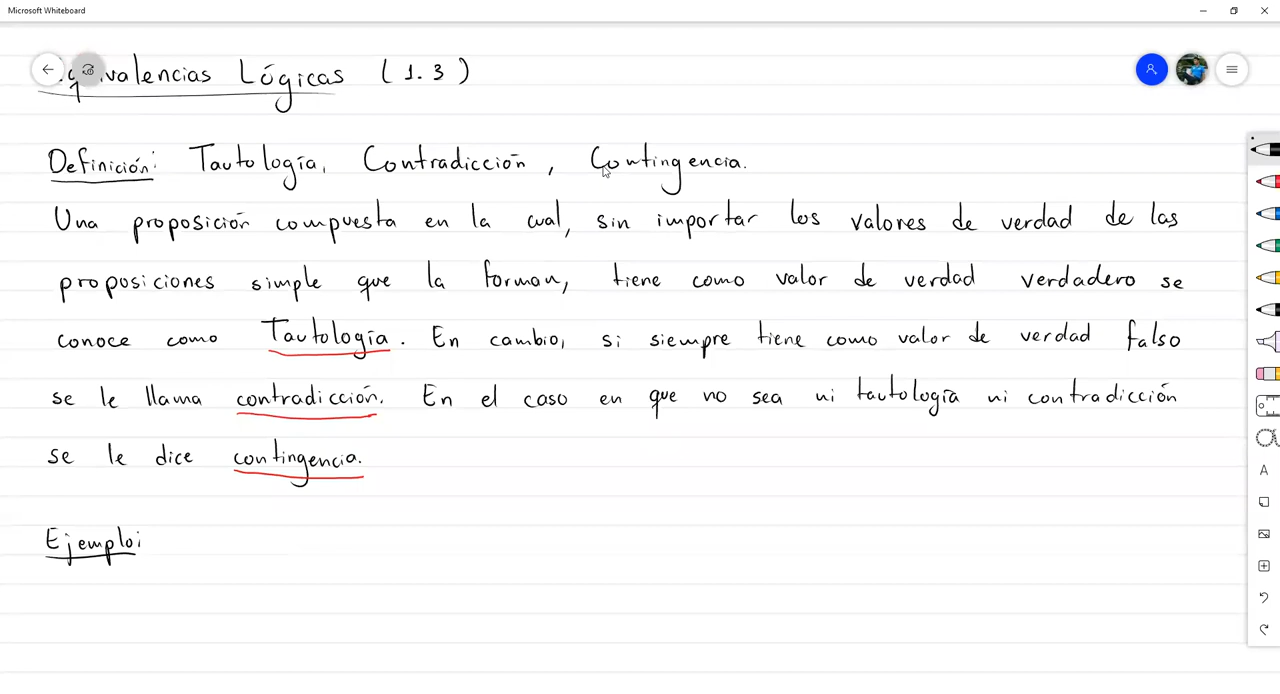 Microsoft Whiteboard
Equivalencias Lógicas (1.3)
Definición: Tautología, Contradicción, Contingencia.
Una proposición compuesta en la cual, sin importar los valores de verdad de las
proposiciones simple que la forman, tiene como valor de verdad verdadero se
conoce como Tautología. En cambio, si siempre tiene como valor de verdad falso
se le llama contradicción. En el caso en que no sea ni tautología ni contradicción
se le dice contingencia.
Ejemplo:
A